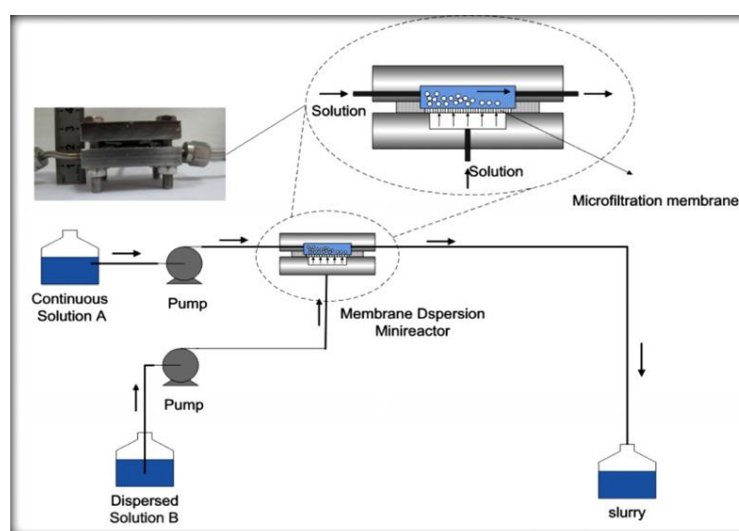 Solution
Solution
Microfiltration membrane
Continuous
Solution A
Pump
Membrane Dspersion
Minireactor
Pump
Dispersed
Solution B
slurry